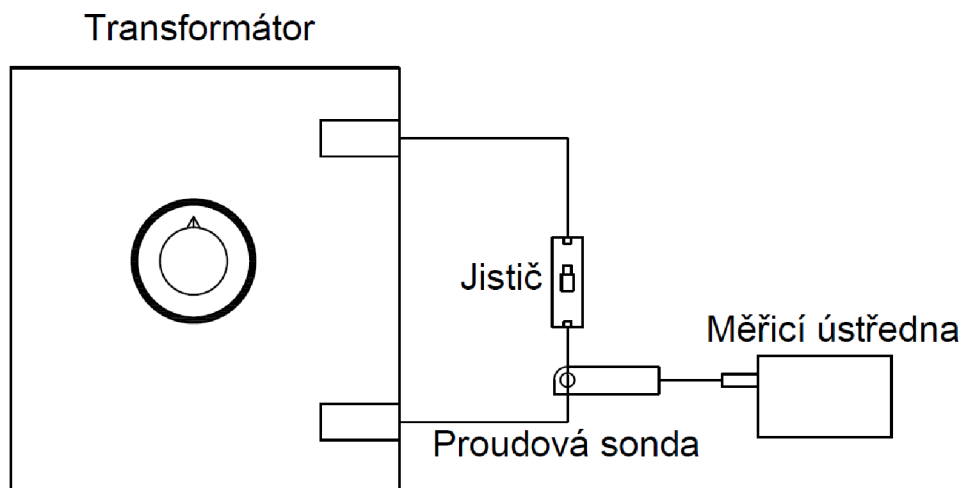 Transformátor
Jistič
Měřicí ústředna
Proudová sonda